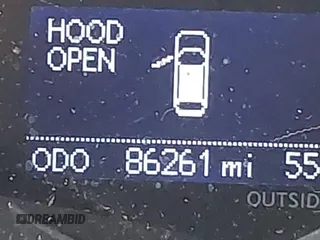 HOOD
OPEN
ODO 86261 mi 55
OUTSID
DREAMBID